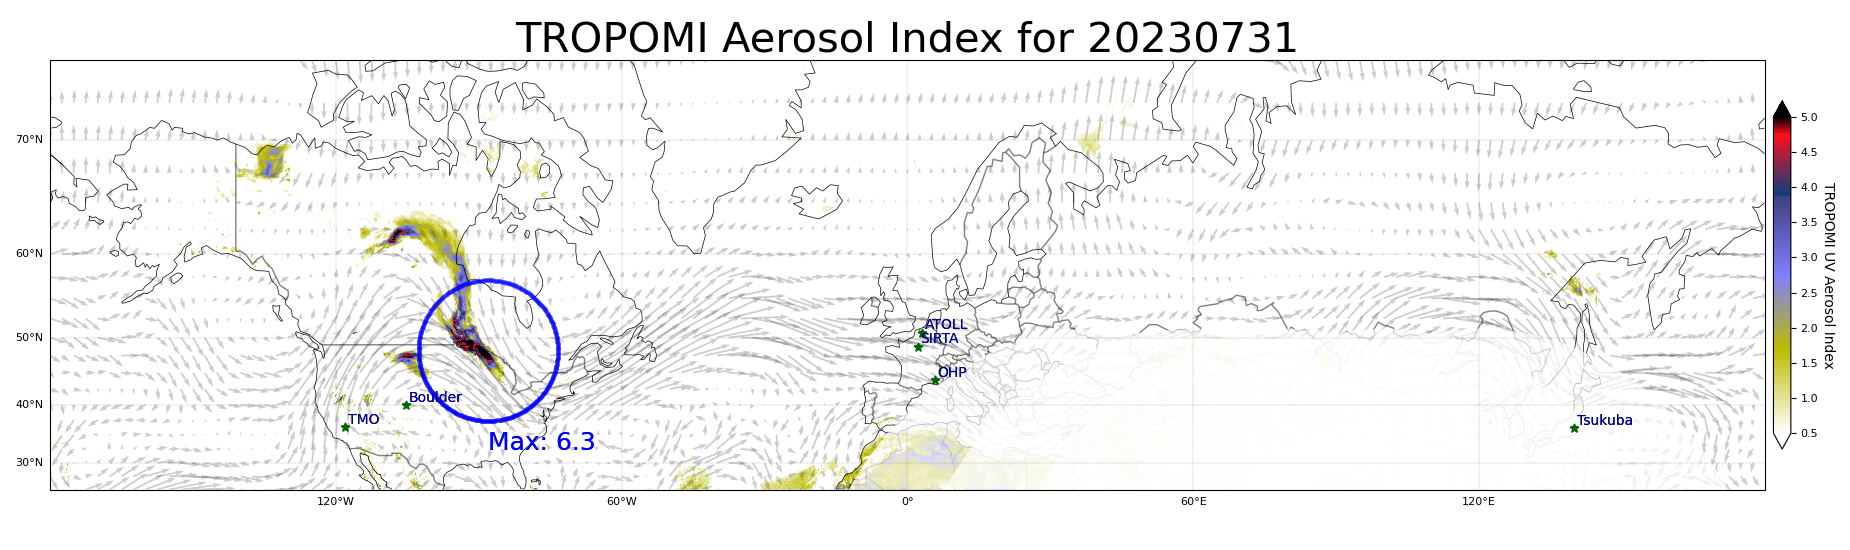 TROPOMI Aerosol Index for 20230731
70°N
60°N
50°N
40°N
30°N
120°W
60°W
0°
60°E
120°E
ATOLL
SIRTA
OHP
Boulder
TMO
Tsukuba
Max: 6.3
5.0
4.5
4.0
3.5
3.0
2.5
2.0
1.5
1.0
0.5
TROPOMI UV Aerosol Index